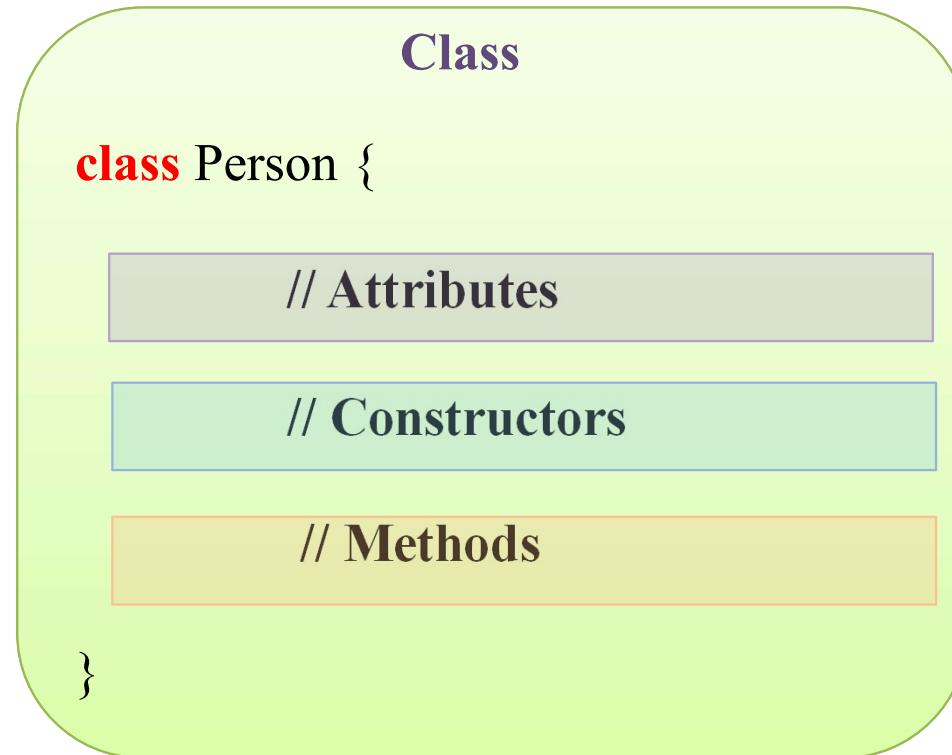 Class
class Person {
// Attributes
// Constructors
// Methods
}